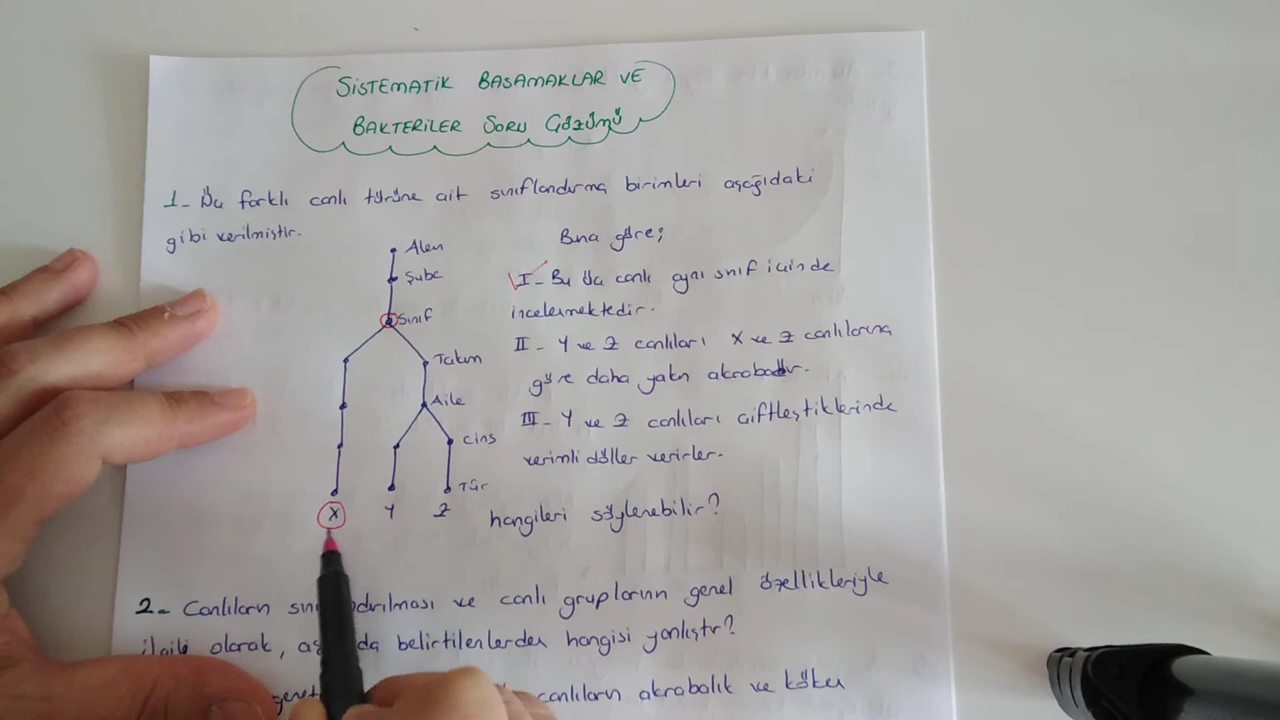 SİSTEMATİK BASAMAKLAR VE
BAKTERİLER SORU ÇÖZÜMÜ
1- Üç farklı canlı türüne ait sınıflandırma birimleri aşağıdaki
gibi verilmiştir.
Alem
Şube
Sınıf
Takım
Aile
Cins
Tür
X Y Z
Buna göre;
I- Bu üç canlı aynı sınıf içinde
incelenmektedir.
II- Y ve Z canlıları X ve Z canlılarına
göre daha yakın akrabadır.
III- Y ve Z canlıları çiftleştiklerinde
verimli döller verirler.
hangileri söylenebilir?
2- Canlıların ve canlı gruplarının genel özellikleriyle
ilgili olarak, belirtilenlerden hangisi yanlıştır?
canlıların akrabalık ve köken